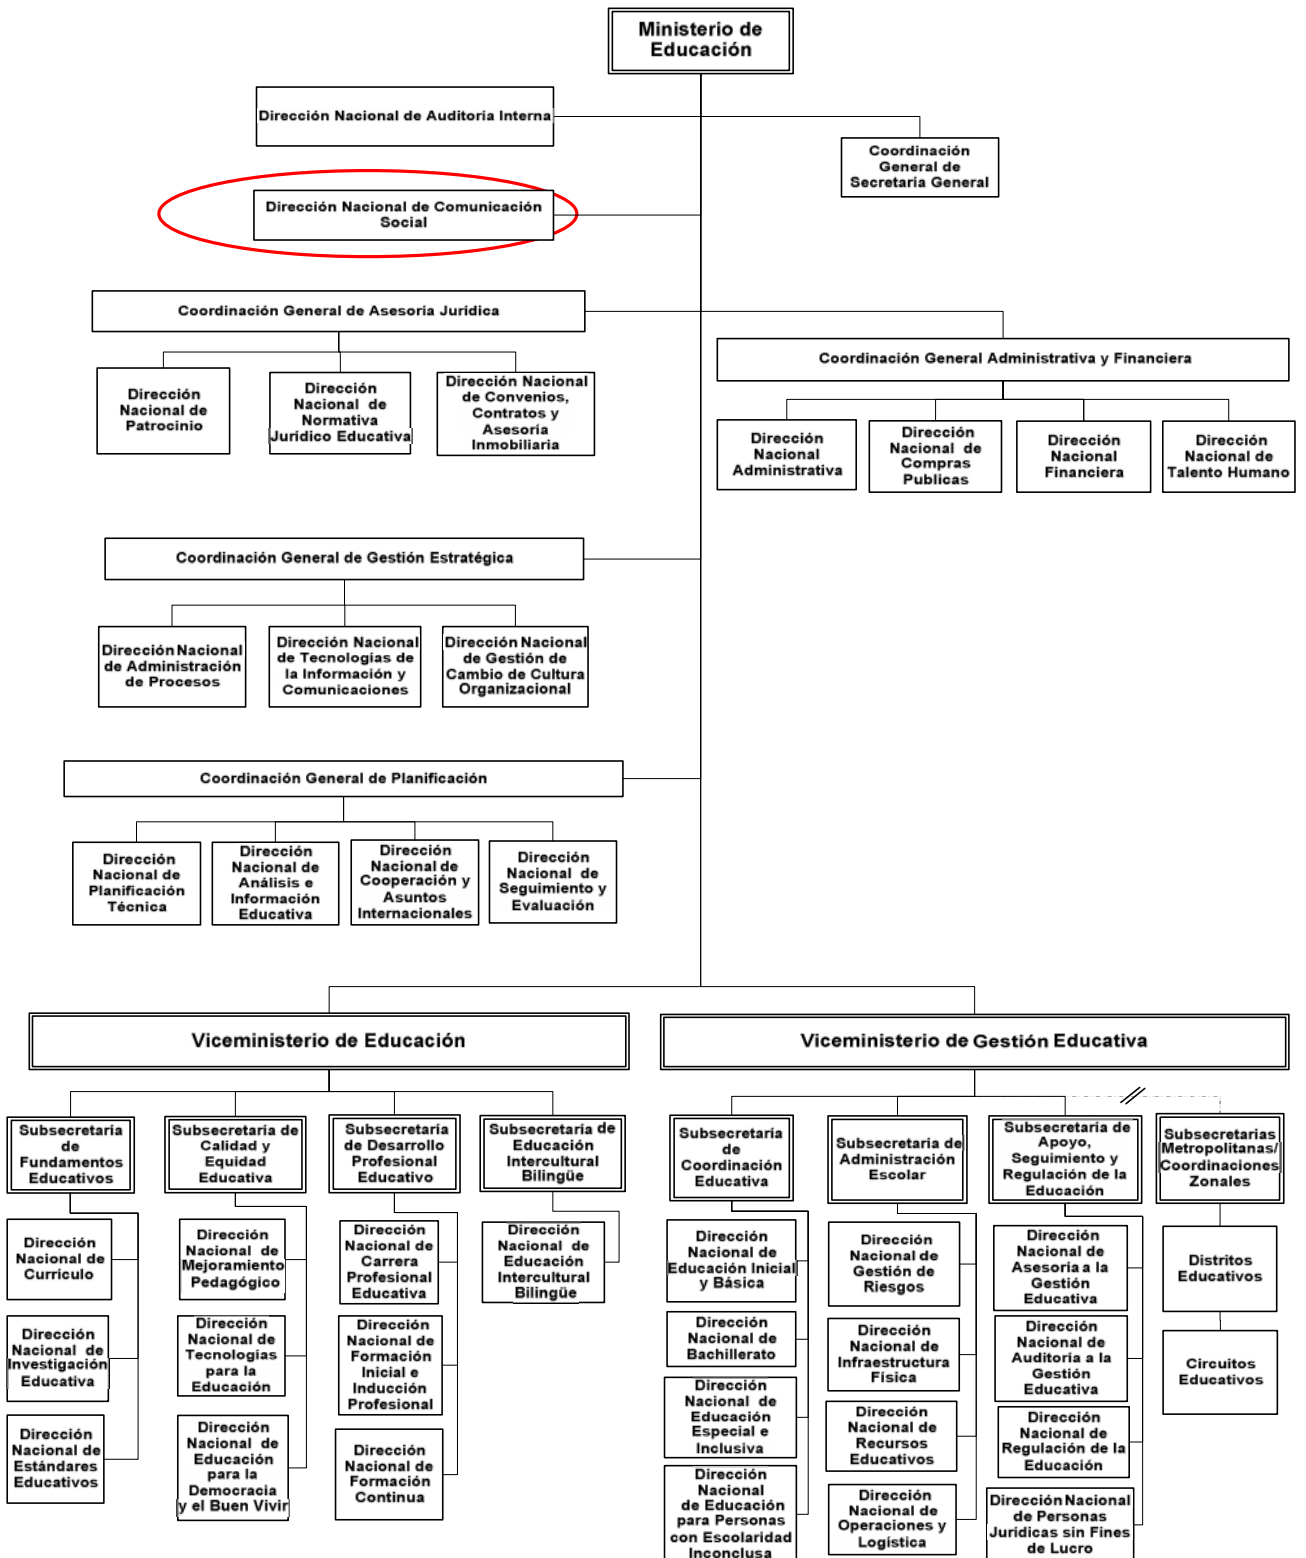 Ministerio de
Educación
Dirección Nacional de Auditoria Interna
Coordinación
General de
Secretaría General
Dirección Nacional de Comunicación
Social
Coordinación General de Asesoría Jurídica
Coordinación General Administrativa y Financiera
Dirección
Nacional de
Patrocinio
Dirección
Nacional de
Normativa
Jurídico Educativa
Dirección Nacional
de Convenios,
Contratos y
Asesoría
Inmobiliaria
Dirección
Nacional
Administrativa
Dirección
Nacional de
Compras
Publicas
Dirección
Nacional
Financiera
Dirección
Nacional de
Talento Humano
Coordinación General de Gestión Estratégica
Dirección Nacional
de Administración
de Procesos
Dirección Nacional
de Tecnologías de
la Información y
Comunicaciones
Dirección Nacional
de Gestión de
Cambio de Cultura
Organizacional
Coordinación General de Planificación
Dirección
Nacional de
Planificación
Técnica
Dirección
Nacional de
Análisis e
Información
Educativa
Dirección
Nacional de
Cooperación y
Asuntos
Internacionales
Dirección
Nacional de
Seguimiento y
Evaluación
Viceministerio de Educación
Viceministerio de Gestión Educativa
Subsecretaría
de
Fundamentos
Educativos
Subsecretaría de
Calidad y
Equidad
Educativa
Subsecretaría
de Desarrollo
Profesional
Educativo
Subsecretaría de
Educación
Intercultural
Bilingüe
Subsecretaría
de
Coordinación
Educativa
Subsecretaría de
Administración
Escolar
Subsecretaría de
Apoyo,
Seguimiento y
Regulación de la
Educación
Subsecretarias
Metropolitanas/
Coordinaciones
Zonales
Dirección
Nacional de
Currículo
Dirección
Nacional de
Investigación
Educativa
Dirección
Nacional de
Estándares
Educativos
Dirección
Nacional de
Mejoramiento
Pedagógico
Dirección
Nacional de
Tecnologías
para la
Educación
Dirección
Nacional de
Educación
para la
Democracia
y el Buen Vivir
Dirección
Nacional de
Carrera
Profesional
Educativa
Dirección
Nacional de
Formación
Inicial e
Inducción
Profesional
Dirección
Nacional de
Formación
Continua
Dirección
Nacional de
Educación
Intercultural
Bilingüe
Dirección
Nacional de
Educación Inicial
y Básica
Dirección
Nacional de
Bachillerato
Dirección
Nacional de
Educación
Especial e
Inclusiva
Dirección
Nacional
de Educación
para Personas
con Escolaridad
Inconclusa
Dirección
Nacional de
Gestión de
Riesgos
Dirección
Nacional de
Infraestructura
Física
Dirección
Nacional de
Recursos
Educativos
Dirección
Nacional de
Operaciones y
Logística
Dirección
Nacional de
Asesoría a la
Gestión
Educativa
Dirección
Nacional de
Auditoría a la
Gestión
Educativa
Dirección
Nacional de
Regulación de la
Educación
Dirección Nacional
de Personas
Jurídicas sin Fines
de Lucro
Distritos
Educativos
Circuitos
Educativos